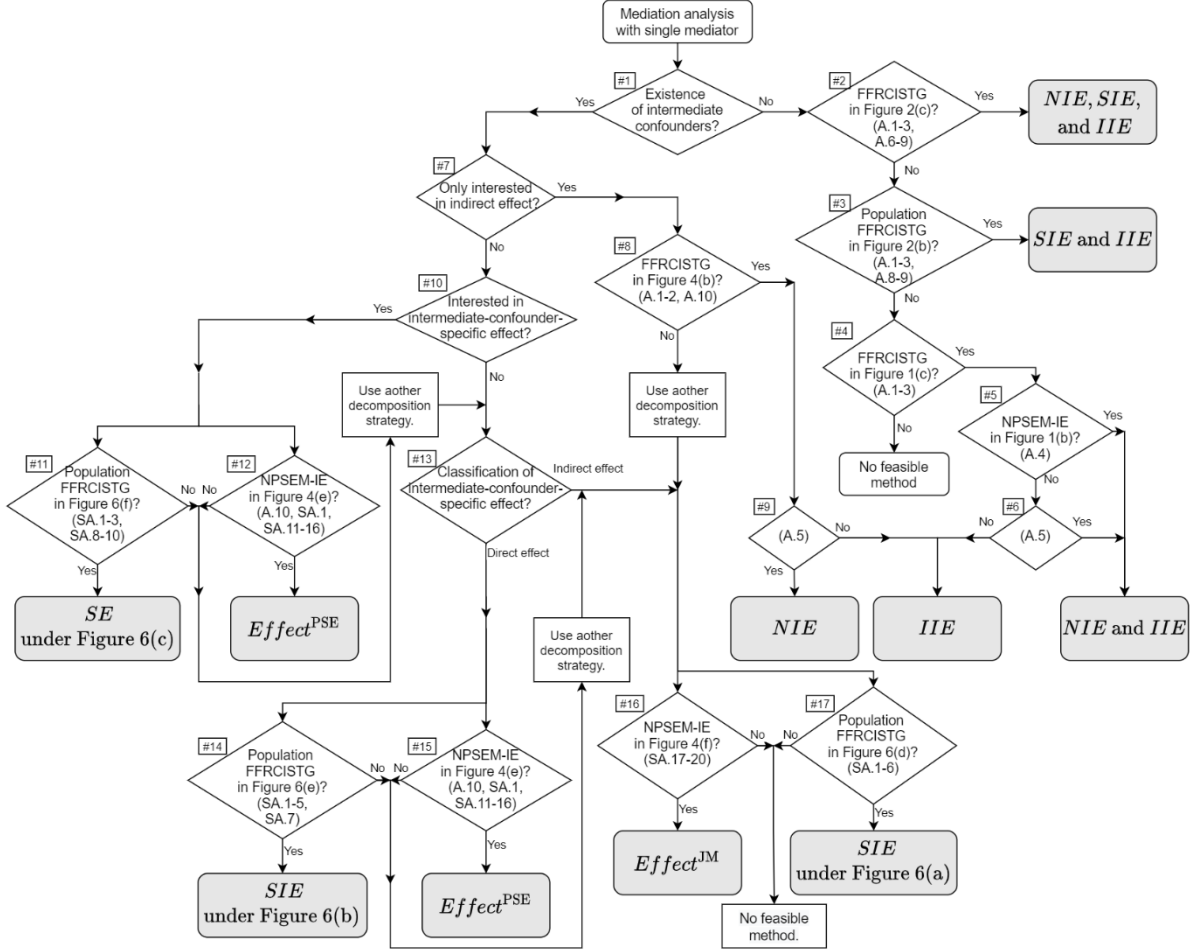 Mediation analysis
with single mediator
#1
Existence
of intermediate
confounders?
Yes
No
#2
FFRCISTG
in Figure 2(c)?
(A.1-3,
A.6-9)
Yes
NIE, SIE,
and IIE
No
#3
Population
FFRCISTG
in Figure 2(b)?
(A.1-3,
A.8-9)
Yes
SIE and IIE
No
#4
FFRCISTG
in Figure 1(c)?
(A.1-3)
Yes
No
No feasible
method
#5
NPSEM-IE
in Figure 1(b)?
(A.4)
Yes
No
#6
(A.5)
No
Yes
NIE and IIE
#7
Only interested
in indirect effect?
Yes
No
#8
FFRCISTG
in Figure 4(b)?
(A.1-2, A.10)
Yes
No
Use aother
decomposition
strategy.
#9
(A.5)
No
Yes
NIE
IIE
#10
Interested in
intermediate-confounder-
specific effect?
Yes
No
Use aother
decomposition
strategy.
#11
Population
FFRCISTG
in Figure 6(f)?
(SA.1-3,
SA.8-10)
No
Yes
SE
under Figure 6(c)
#12
NPSEM-IE
in Figure 4(e)?
(A.10, SA.1,
SA.11-16)
No
Yes
Effect^PSE
#13
Classification of
intermediate-confounder-
specific effect?
Indirect effect
Direct effect
Use aother
decomposition
strategy.
#14
Population
FFRCISTG
in Figure 6(e)?
(SA.1-5,
SA.7)
No
Yes
SIE
under Figure 6(b)
#15
NPSEM-IE
in Figure 4(e)?
(A.10, SA.1,
SA.11-16)
No
Yes
Effect^PSE
#16
NPSEM-IE
in Figure 4(f)?
(SA.17-20)
No
Yes
Effect^JM
#17
Population
FFRCISTG
in Figure 6(d)?
(SA.1-6)
No
Yes
SIE
under Figure 6(a)
No feasible
method.